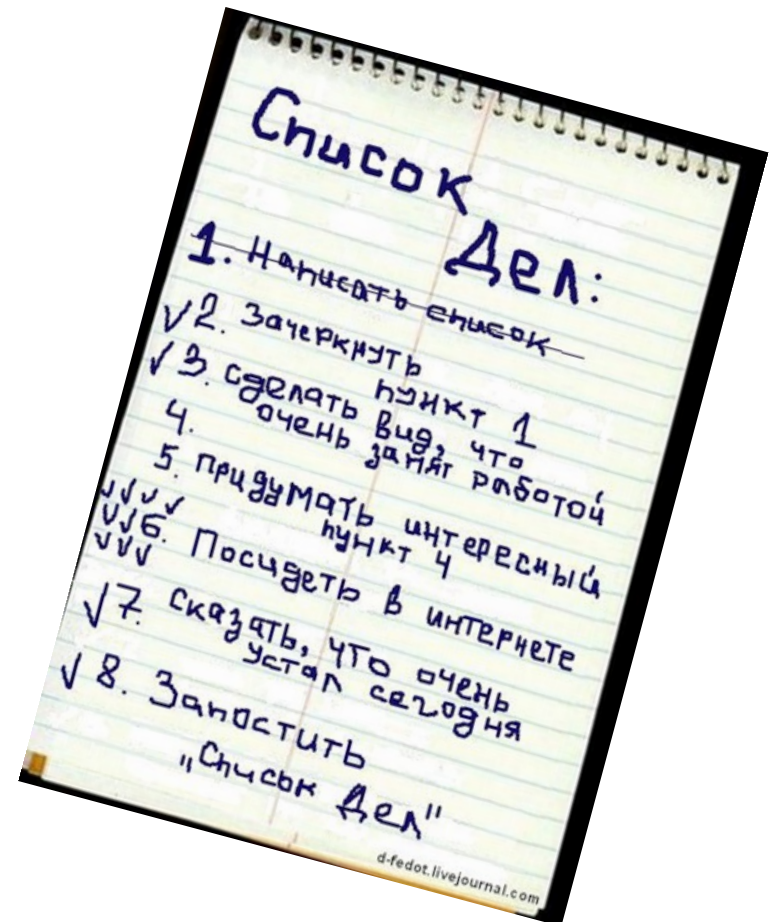 Список
Дел:
1. Написать список
2. Зачеркнуть
пункт 1
3. сделать вид, что
очень занят работой
4.
5. придумать интересный
пункт 4
6. Посидеть в интернете
7. сказать, что очень
устал сегодня
8. Запостить
"Список Дел"
d-fedot.livejournal.com